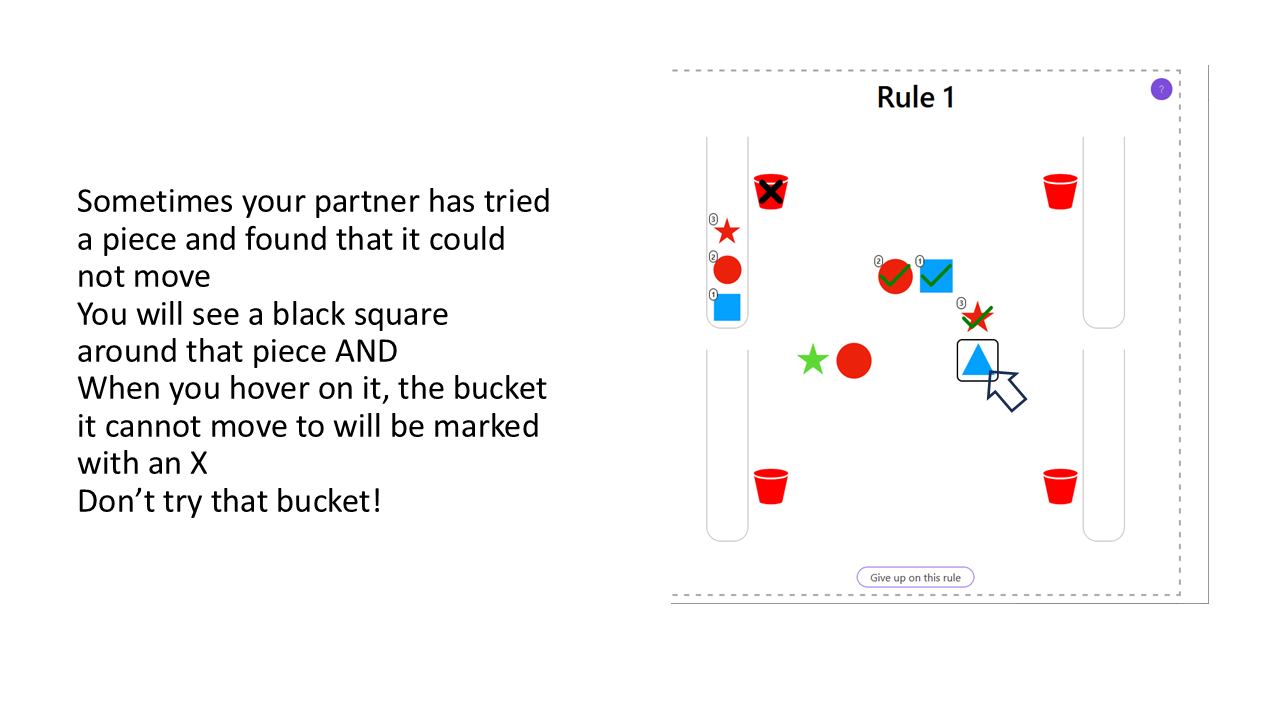 Sometimes your partner has tried
a piece and found that it could
not move
You will see a black square
around that piece AND
When you hover on it, the bucket
it cannot move to will be marked
with an X
Don’t try that bucket!
Rule 1
?
3
2
1
2
1
3
Give up on this rule